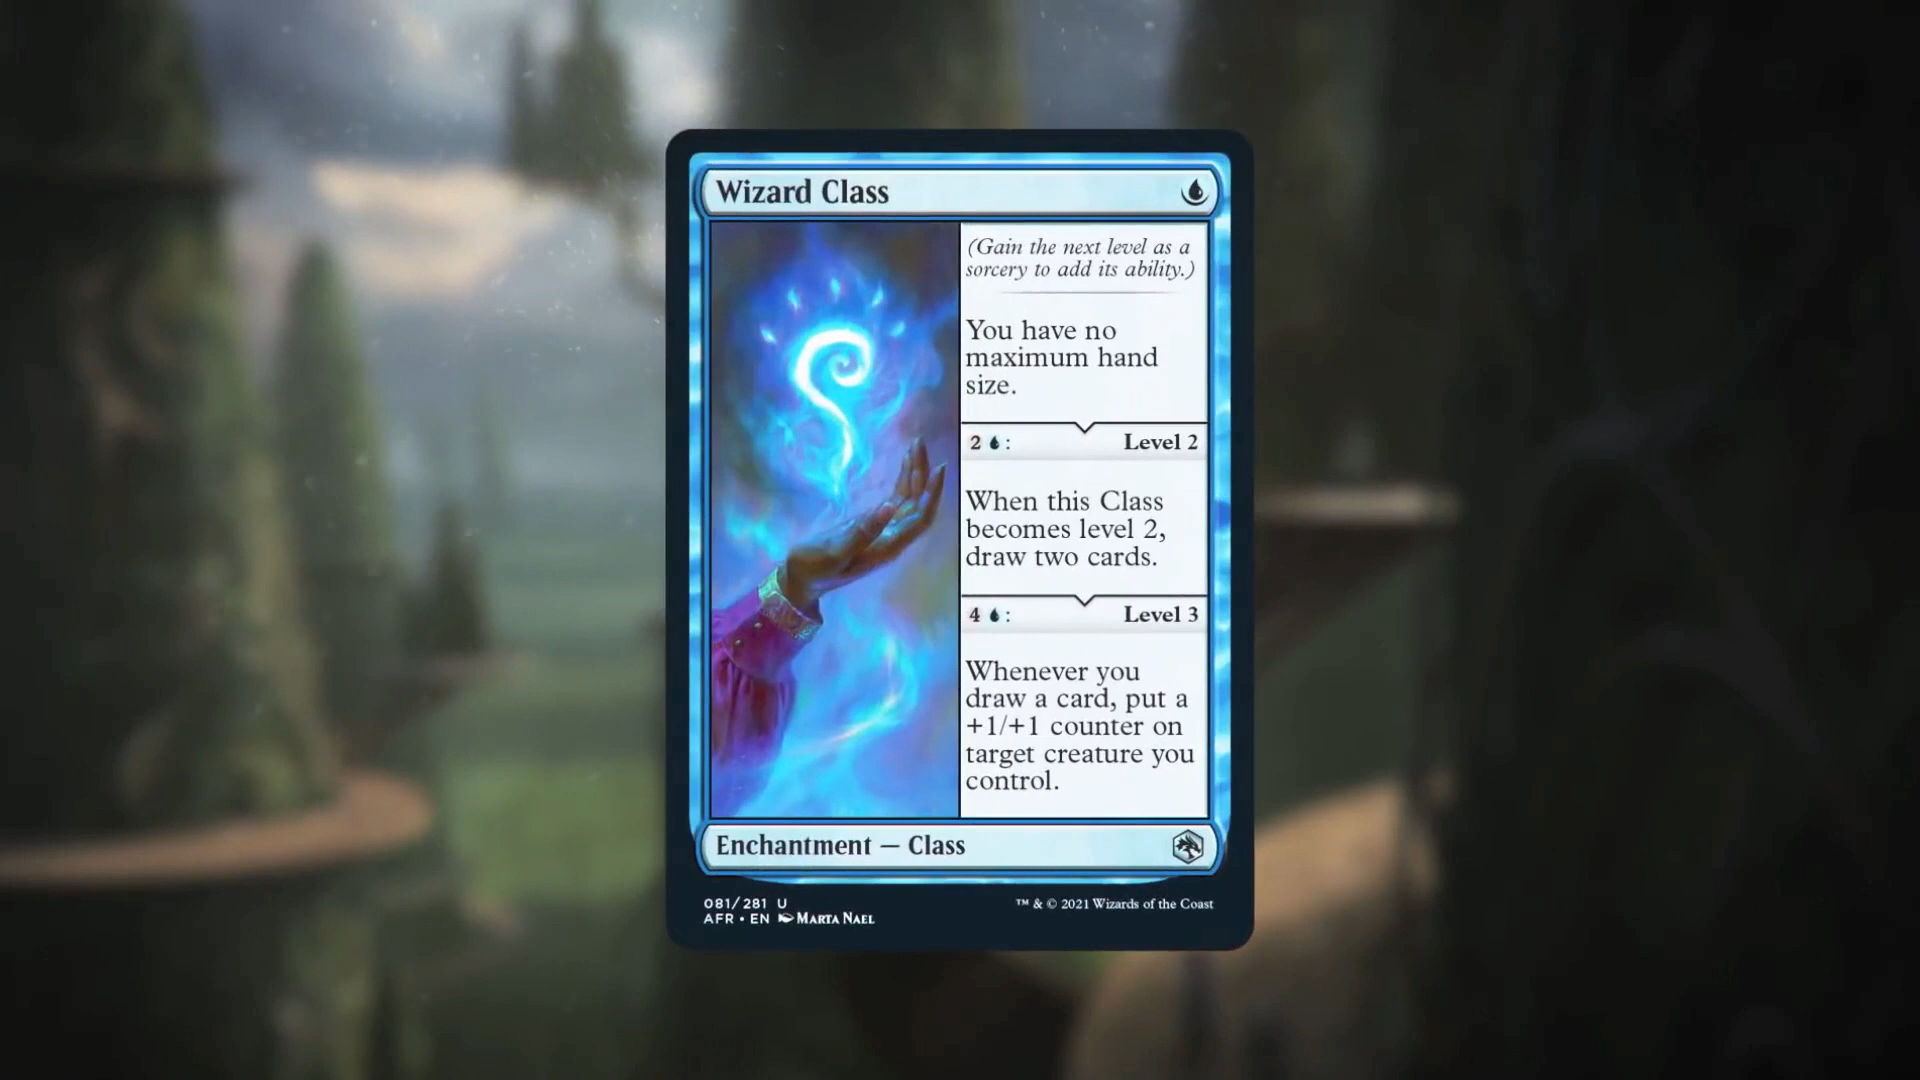 Wizard Class
(Gain the next level as a
sorcery to add its ability.)
You have no
maximum hand
size.
2 : Level 2
When this Class
becomes level 2,
draw two cards.
4 : Level 3
Whenever you
draw a card, put a
+1/+1 counter on
target creature you
control.
Enchantment — Class
081/281 U
AFR • EN MARTA NAEL
™ & © 2021 Wizards of the Coast